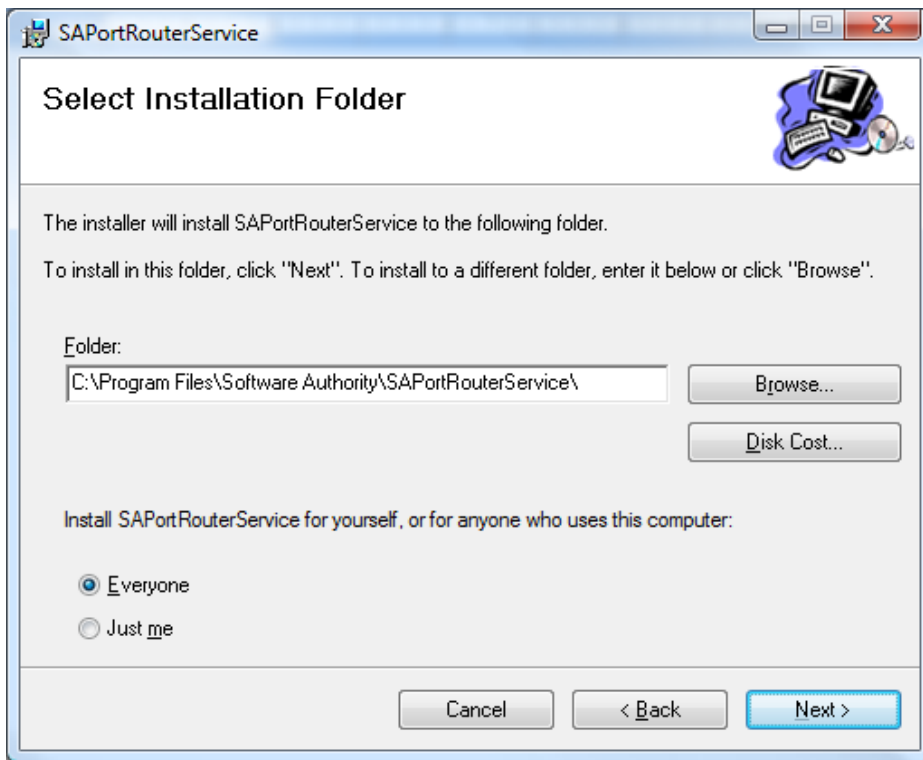 SAPortRouterService
Select Installation Folder
The installer will install SAPortRouterService to the following folder.
To install in this folder, click "Next". To install to a different folder, enter it below or click "Browse".
Folder:
C:\Program Files\Software Authority\SAPortRouterService\
Browse...
Disk Cost...
Install SAPortRouterService for yourself, or for anyone who uses this computer:
Everyone
Just me
Cancel
< Back
Next >